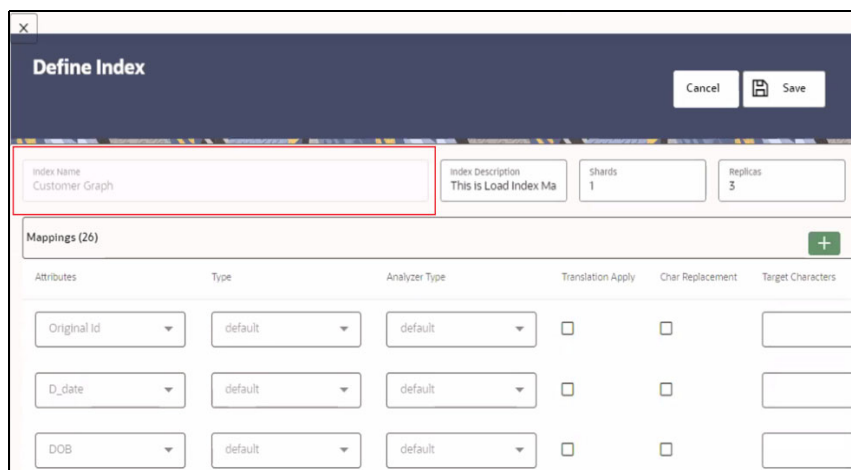 Define Index
Cancel
Save
Index Name
Customer Graph
Index Description
This is Load Index Ma
Shards
1
Replicas
3
Mappings (26)
Attributes Type Analyzer Type Translation Apply Char Replacement Target Characters
Original Id default default
D_date default default
DOB default default